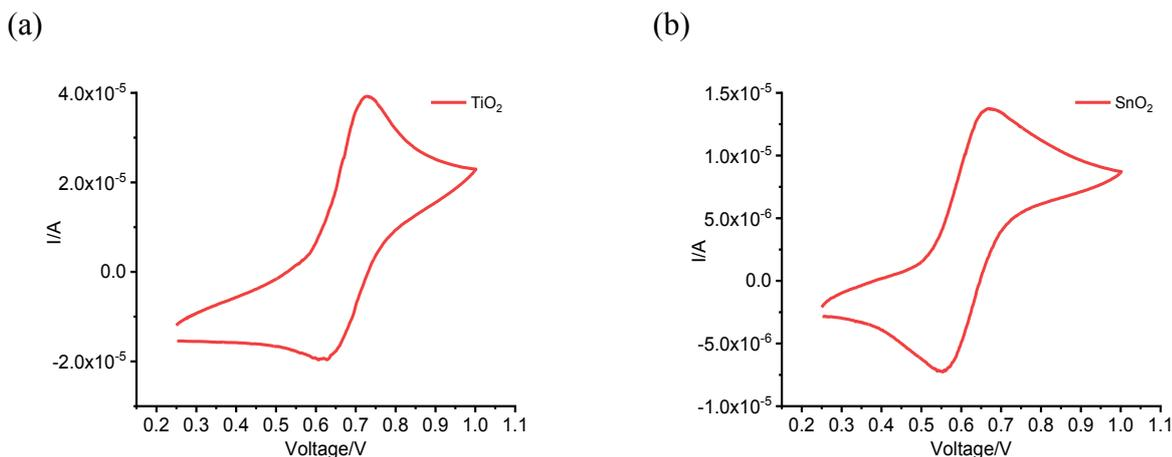 (a)
(b)
4.0x10⁻⁵
2.0x10⁻⁵
0.0
-2.0x10⁻⁵
I/A
TiO₂
0.2 0.3 0.4 0.5 0.6 0.7 0.8 0.9 1.0 1.1
Voltage/V
1.5x10⁻⁵
1.0x10⁻⁵
5.0x10⁻⁶
0.0
-5.0x10⁻⁶
-1.0x10⁻⁵
I/A
SnO₂
0.2 0.3 0.4 0.5 0.6 0.7 0.8 0.9 1.0 1.1
Voltage/V